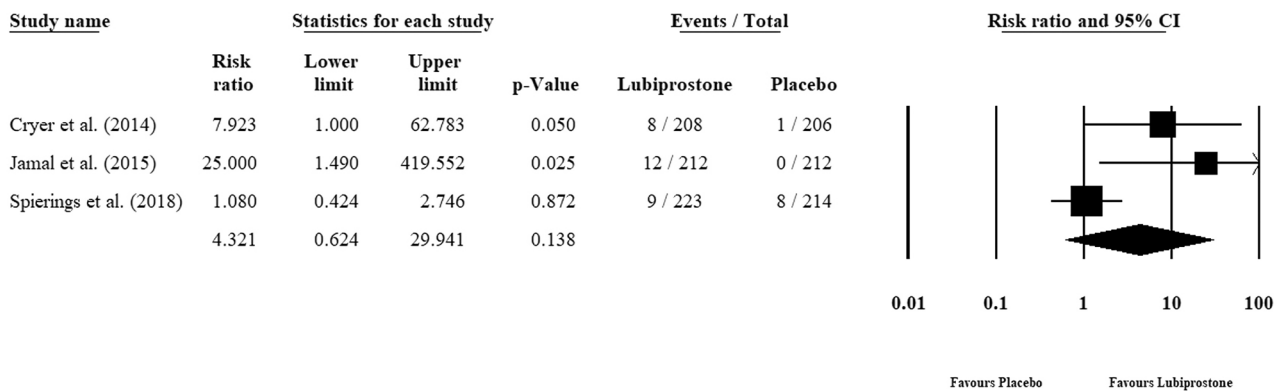 Study name Statistics for each study Events / Total Risk ratio and 95% CI
Risk ratio Lower limit Upper limit p-Value Lubiprostone Placebo
Cryer et al. (2014) 7.923 1.000 62.783 0.050 8 / 208 1 / 206
Jamal et al. (2015) 25.000 1.490 419.552 0.025 12 / 212 0 / 212
Spierings et al. (2018) 1.080 0.424 2.746 0.872 9 / 223 8 / 214
4.321 0.624 29.941 0.138
0.01 0.1 1 10 100
Favours Placebo Favours Lubiprostone